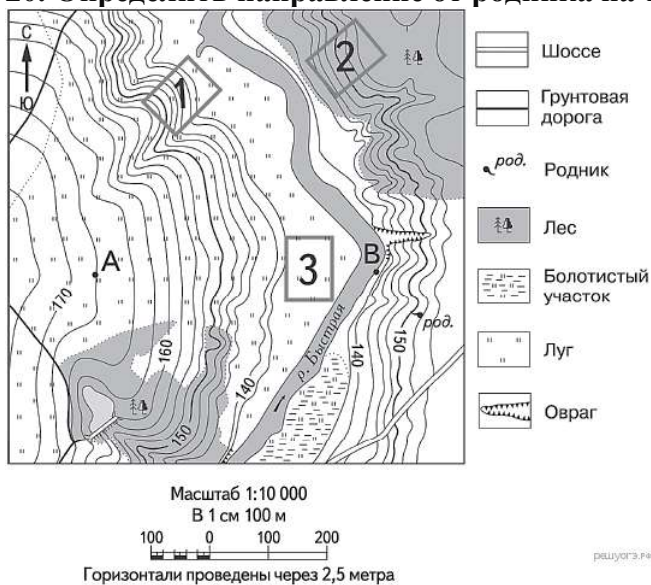 Определить направление от родника на
С
Ю
1
2
3
А
В
170
160
150
140
140
150
р. Быстрая
род.
Шоссе
Грунтовая
дорога
род.
Родник
Лес
Болотистый
участок
Луг
Овраг
Масштаб 1:10 000
В 1 см 100 м
100 0 100 200
Горизонтали проведены через 2,5 метра
решуогэ.рф